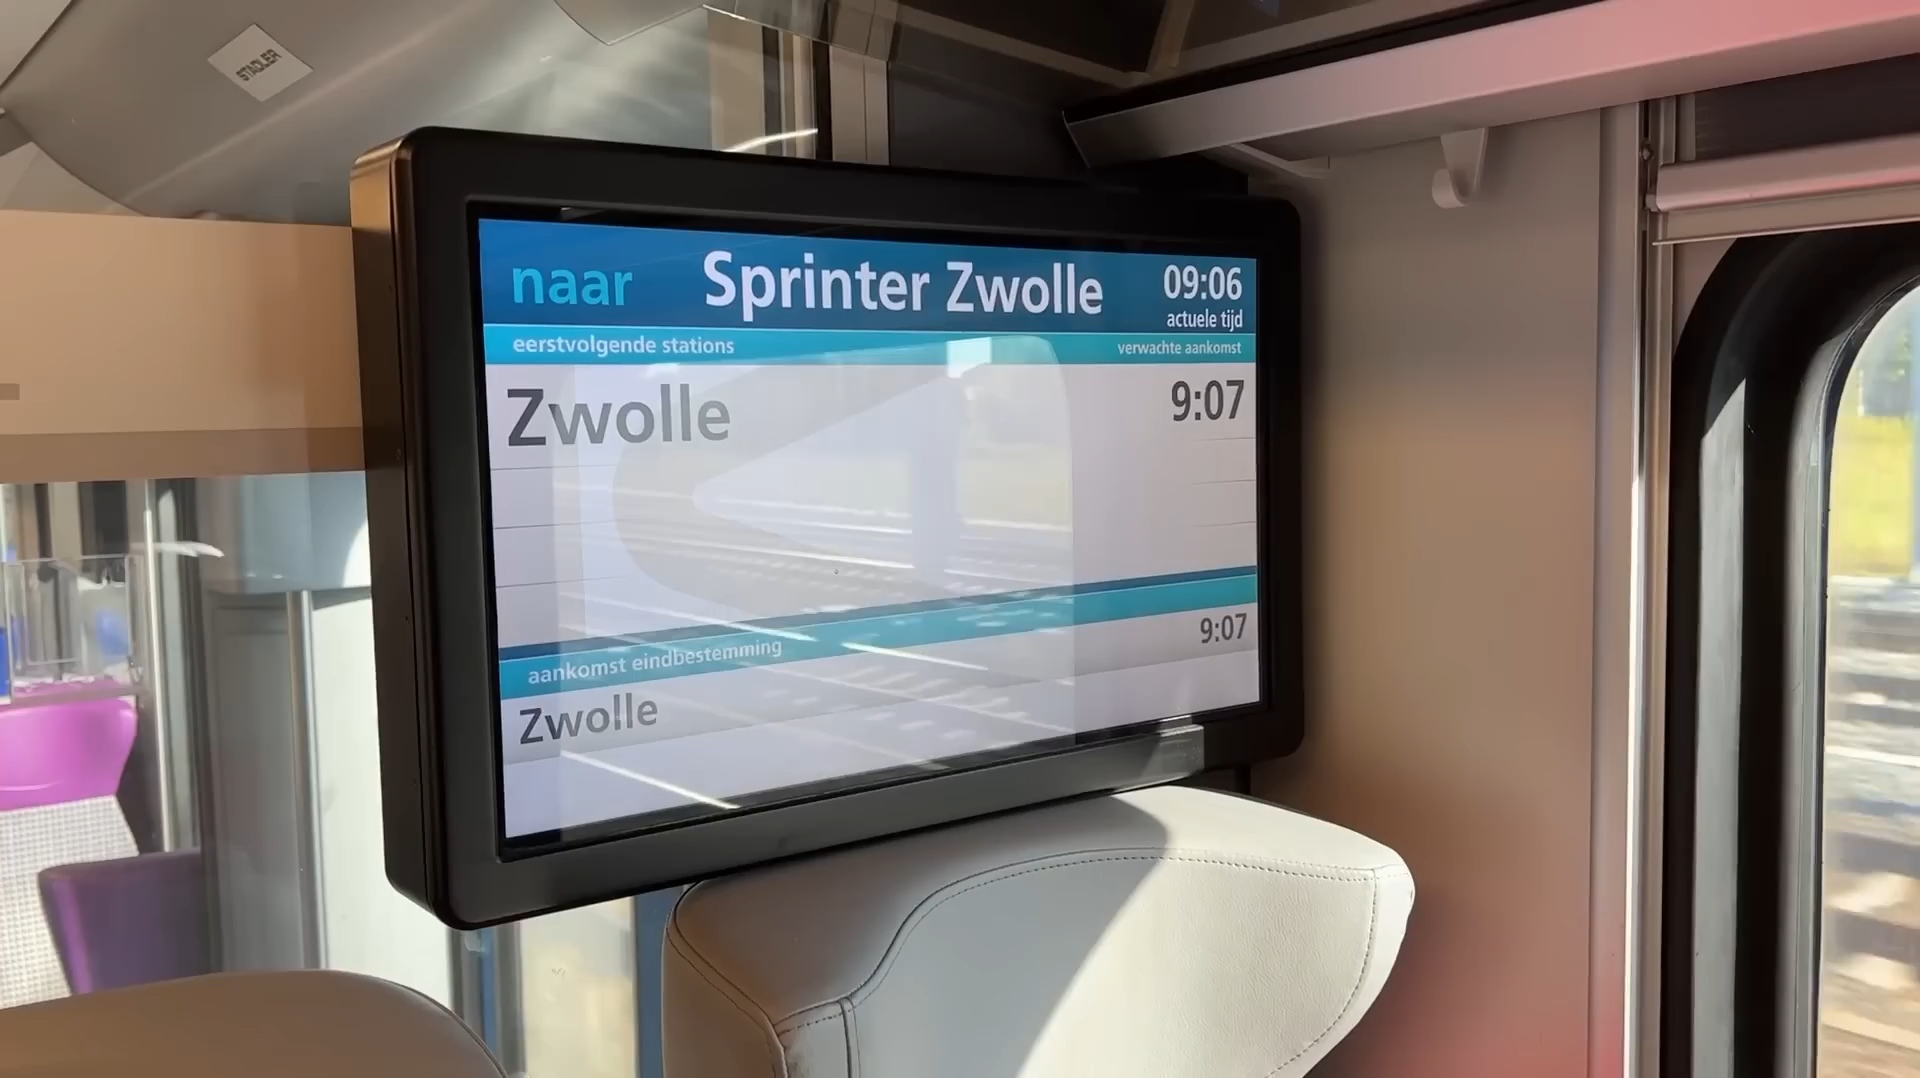 STADLER
naar Sprinter Zwolle 09:06
actuele tijd
eerstvolgende stations verwachte aankomst
Zwolle 9:07
aankomst eindbestemming
Zwolle 9:07